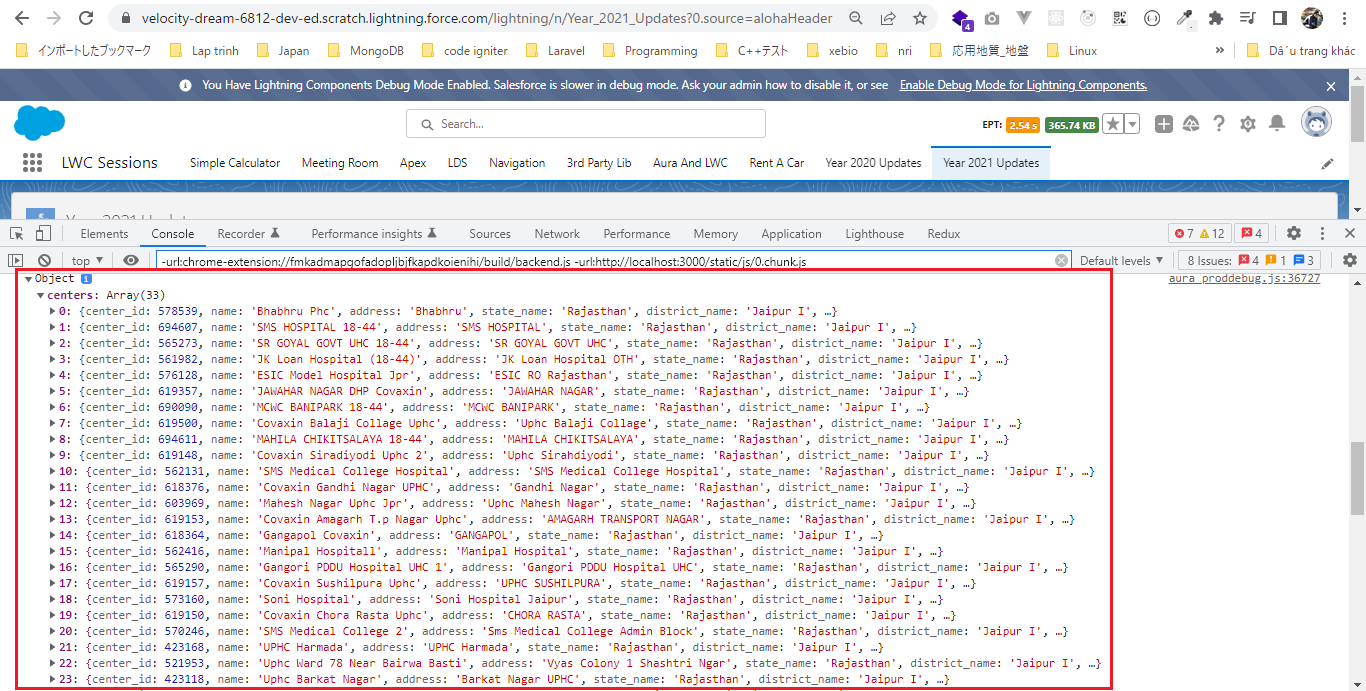 velocity-dream-6812-dev-ed.scratch.lightning.force.com/lightning/n/Year_2021_Updates?0.source=alohaHeader
4
インポートしたブックマーク Lap trinh Japan MongoDB code igniter Laravel Programming C++テスト xebio nri 応用地質_地盤 Linux » Dấu trang khác
You Have Lightning Components Debug Mode Enabled. Salesforce is slower in debug mode. Ask your admin how to disable it, or see Enable Debug Mode for Lightning Components.
Search... EPT: 2.54 s 365.74 KB
LWC Sessions Simple Calculator Meeting Room Apex LDS Navigation 3rd Party Lib Aura And LWC Rent A Car Year 2020 Updates Year 2021 Updates
Year 2021 Updates
Elements Console Recorder Performance insights Sources Network Performance Memory Application Lighthouse Redux 7 12 4
top ▼ -url:chrome-extension://fmkadmapgofadopljbjfkapdkoienihi/build/backend.js -url:http://localhost:3000/static/js/0.chunk.js Default levels ▼ 8 Issues: 4 1 3
▼Object i aura_proddebug.js:36727
▼centers: Array(33)
▶0: {center_id: 578539, name: 'Bhabhru Phc', address: 'Bhabhru', state_name: 'Rajasthan', district_name: 'Jaipur I', …}
▶1: {center_id: 694607, name: 'SMS HOSPITAL 18-44', address: 'SMS HOSPITAL', state_name: 'Rajasthan', district_name: 'Jaipur I', …}
▶2: {center_id: 565273, name: 'SR GOYAL GOVT UHC 18-44', address: 'SR GOYAL GOVT UHC', state_name: 'Rajasthan', district_name: 'Jaipur I', …}
▶3: {center_id: 561982, name: 'JK Loan Hospital (18-44)', address: 'JK Loan Hospital OTH', state_name: 'Rajasthan', district_name: 'Jaipur I', …}
▶4: {center_id: 576128, name: 'ESIC Model Hospital Jpr', address: 'ESIC RO Rajasthan', state_name: 'Rajasthan', district_name: 'Jaipur I', …}
▶5: {center_id: 619357, name: 'JAWAHAR NAGAR DHP Covaxin', address: 'JAWAHAR NAGAR', state_name: 'Rajasthan', district_name: 'Jaipur I', …}
▶6: {center_id: 690090, name: 'MCWC BANIPARK 18-44', address: 'MCWC BANIPARK', state_name: 'Rajasthan', district_name: 'Jaipur I', …}
▶7: {center_id: 619500, name: 'Covaxin Balaji Collage Uphc', address: 'Uphc Balaji Collage', state_name: 'Rajasthan', district_name: 'Jaipur I', …}
▶8: {center_id: 694611, name: 'MAHILA CHIKITSALAYA 18-44', address: 'MAHILA CHIKITSALAYA', state_name: 'Rajasthan', district_name: 'Jaipur I', …}
▶9: {center_id: 619148, name: 'Covaxin Siradiyodi Uphc 2', address: 'Uphc Sirahdiyodi', state_name: 'Rajasthan', district_name: 'Jaipur I', …}
▶10: {center_id: 562131, name: 'SMS Medical College Hospital', address: 'SMS Medical College Hospital', state_name: 'Rajasthan', district_name: 'Jaipur I', …}
▶11: {center_id: 618376, name: 'Covaxin Gandhi Nagar UPHC', address: 'Gandhi Nagar', state_name: 'Rajasthan', district_name: 'Jaipur I', …}
▶12: {center_id: 603969, name: 'Mahesh Nagar Uphc Jpr', address: 'Uphc Mahesh Nagar', state_name: 'Rajasthan', district_name: 'Jaipur I', …}
▶13: {center_id: 619153, name: 'Covaxin Amagarh T.p Nagar Uphc', address: 'AMAGARH TRANSPORT NAGAR', state_name: 'Rajasthan', district_name: 'Jaipur I', …}
▶14: {center_id: 618364, name: 'Gangapol Covaxin', address: 'GANGAPOL', state_name: 'Rajasthan', district_name: 'Jaipur I', …}
▶15: {center_id: 562416, name: 'Manipal Hospitall', address: 'Manipal Hospital', state_name: 'Rajasthan', district_name: 'Jaipur I', …}
▶16: {center_id: 565290, name: 'Gangori PDDU Hospital UHC 1', address: 'Gangori PDDU Hospital UHC', state_name: 'Rajasthan', district_name: 'Jaipur I', …}
▶17: {center_id: 619157, name: 'Covaxin Sushilpura Uphc', address: 'UPHC SUSHILPURA', state_name: 'Rajasthan', district_name: 'Jaipur I', …}
▶18: {center_id: 573160, name: 'Soni Hospital', address: 'Soni Hospital Jaipur', state_name: 'Rajasthan', district_name: 'Jaipur I', …}
▶19: {center_id: 619150, name: 'Covaxin Chora Rasta Uphc', address: 'CHORA RASTA', state_name: 'Rajasthan', district_name: 'Jaipur I', …}
▶20: {center_id: 570246, name: 'SMS Medical College 2', address: 'Sms Medical College Admin Block', state_name: 'Rajasthan', district_name: 'Jaipur I', …}
▶21: {center_id: 423168, name: 'UPHC Harmada', address: 'UPHC Harmada', state_name: 'Rajasthan', district_name: 'Jaipur I', …}
▶22: {center_id: 521953, name: 'Uphc Ward 78 Near Bairwa Basti', address: 'Vyas Colony 1 Shashtri Ngar', state_name: 'Rajasthan', district_name: 'Jaipur I', …}
▶23: {center_id: 423118, name: 'Uphc Barkat Nagar', address: 'Barkat Nagar UPHC', state_name: 'Rajasthan', district_name: 'Jaipur I', …}